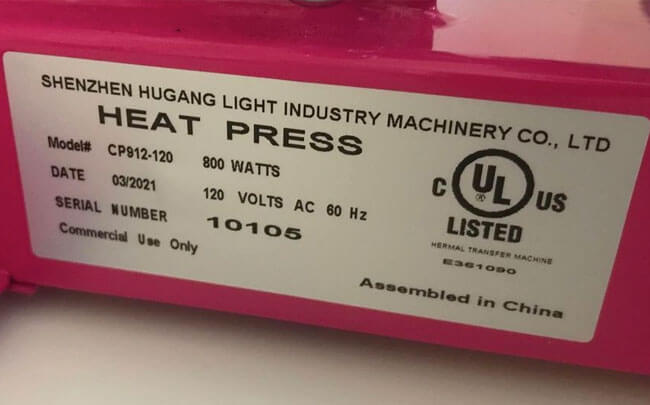 SHENZHEN HUGANG LIGHT INDUSTRY MACHINERY CO., LTD
HEAT PRESS
Model# CP912-120 800 WATTS
DATE 03/2021 120 VOLTS AC 60 Hz
SERIAL NUMBER 10105
Commercial Use Only
C UL US
®
LISTED
HERMAL TRANSFER MACHINE
E361090
Assembled in China